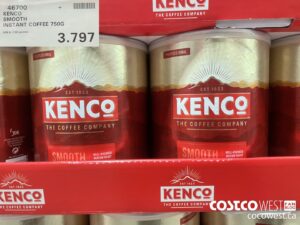 46700
KENCO
SMOOTH
INSTANT COFFEE 750G
3.797
EST 1923
KENCO
THE COFFEE COMPANY
SMOOTH
EST 1923
KENCO
THE COFFEE COMPANY
SMOOTH
KENCO
THE COFFEE COMPANY
KENCO
THE COFFEE COMPANY
COSTCO WEST
cocowest.ca